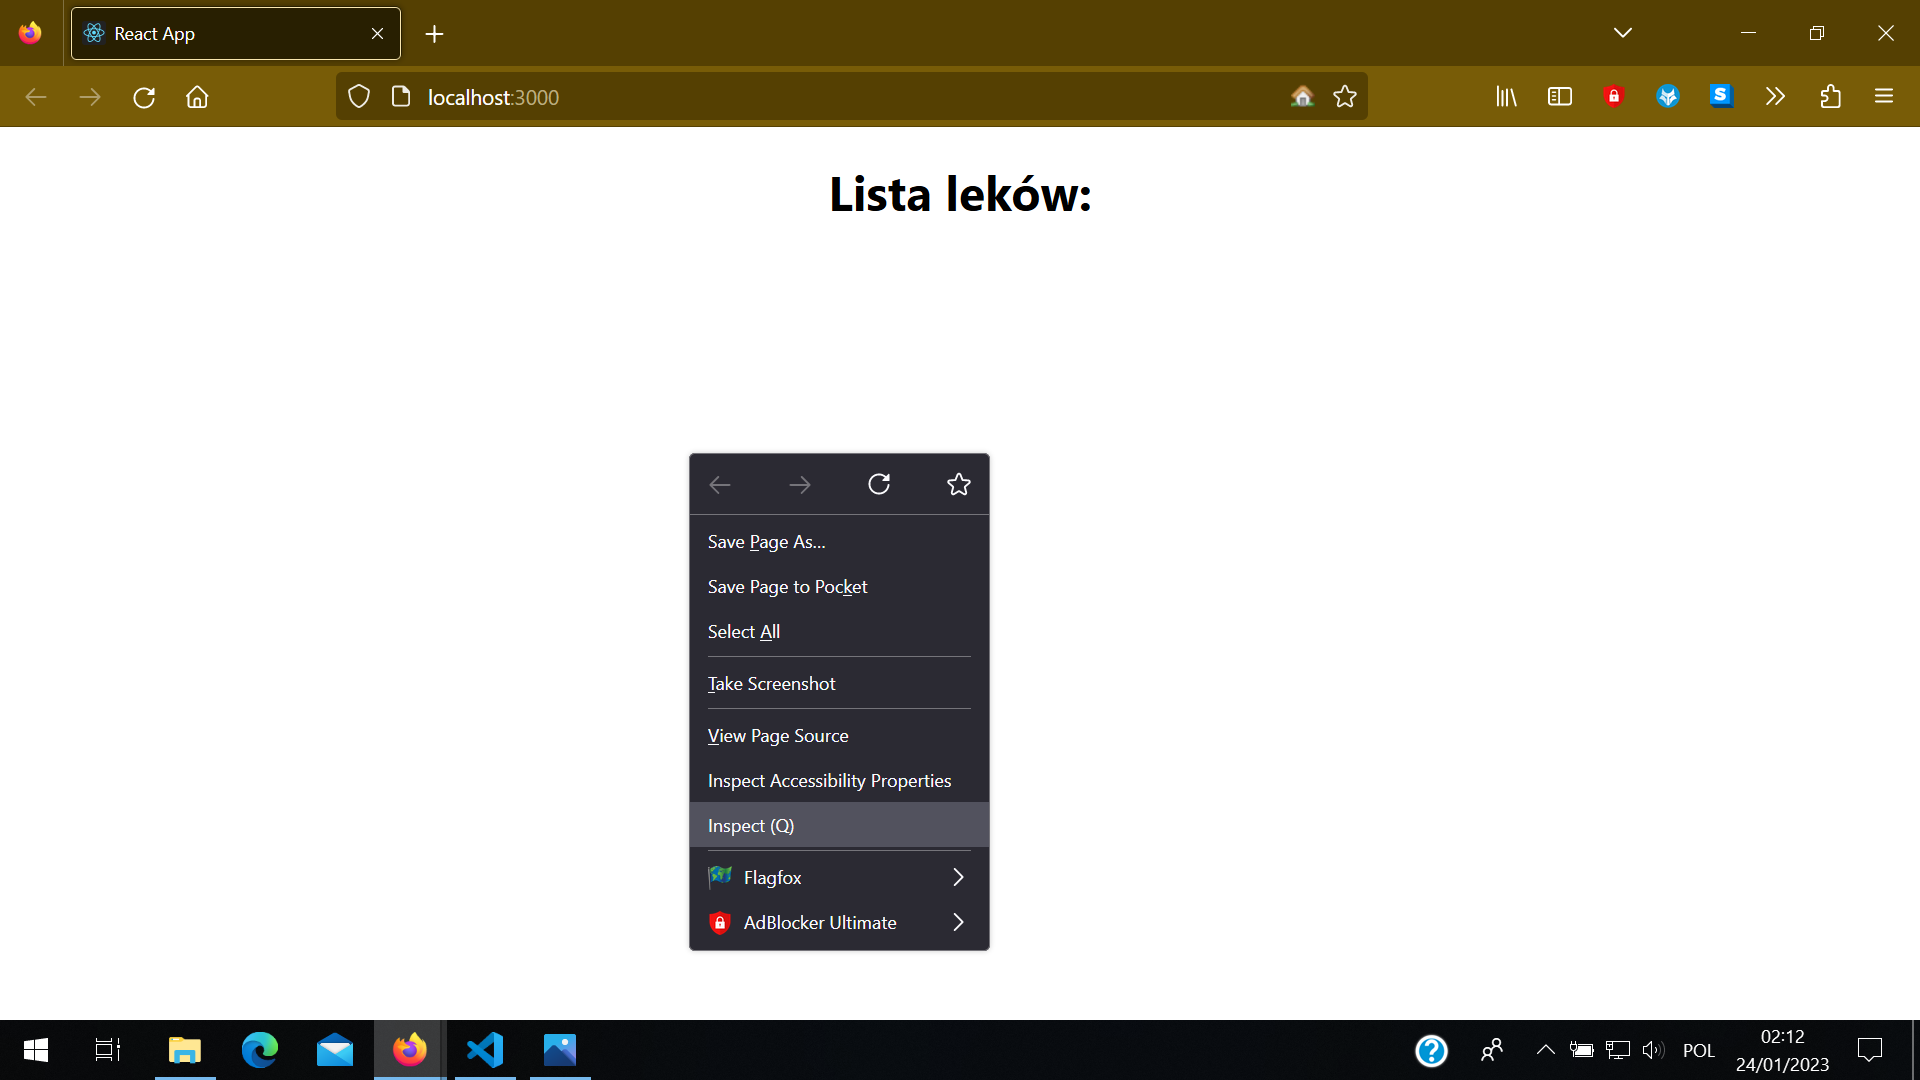 React App
localhost:3000
S
Lista leków:
Save Page As...
Save Page to Pocket
Select All
Take Screenshot
View Page Source
Inspect Accessibility Properties
Inspect (Q)
Flagfox
AdBlocker Ultimate
?
POL
02:12
24/01/2023